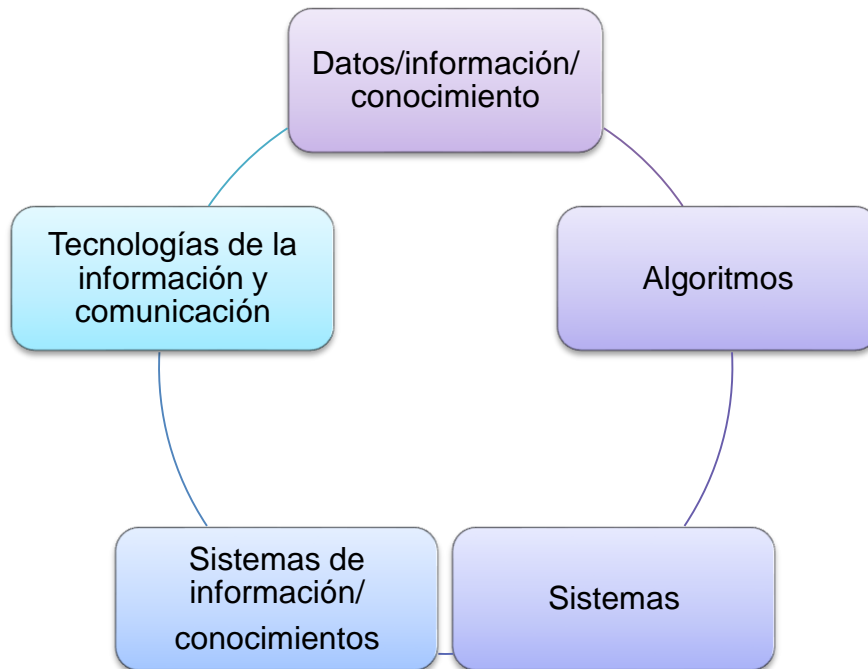 Datos/información/
conocimiento
Tecnologías de la
información y
comunicación
Algoritmos
Sistemas de
información/
conocimientos
Sistemas